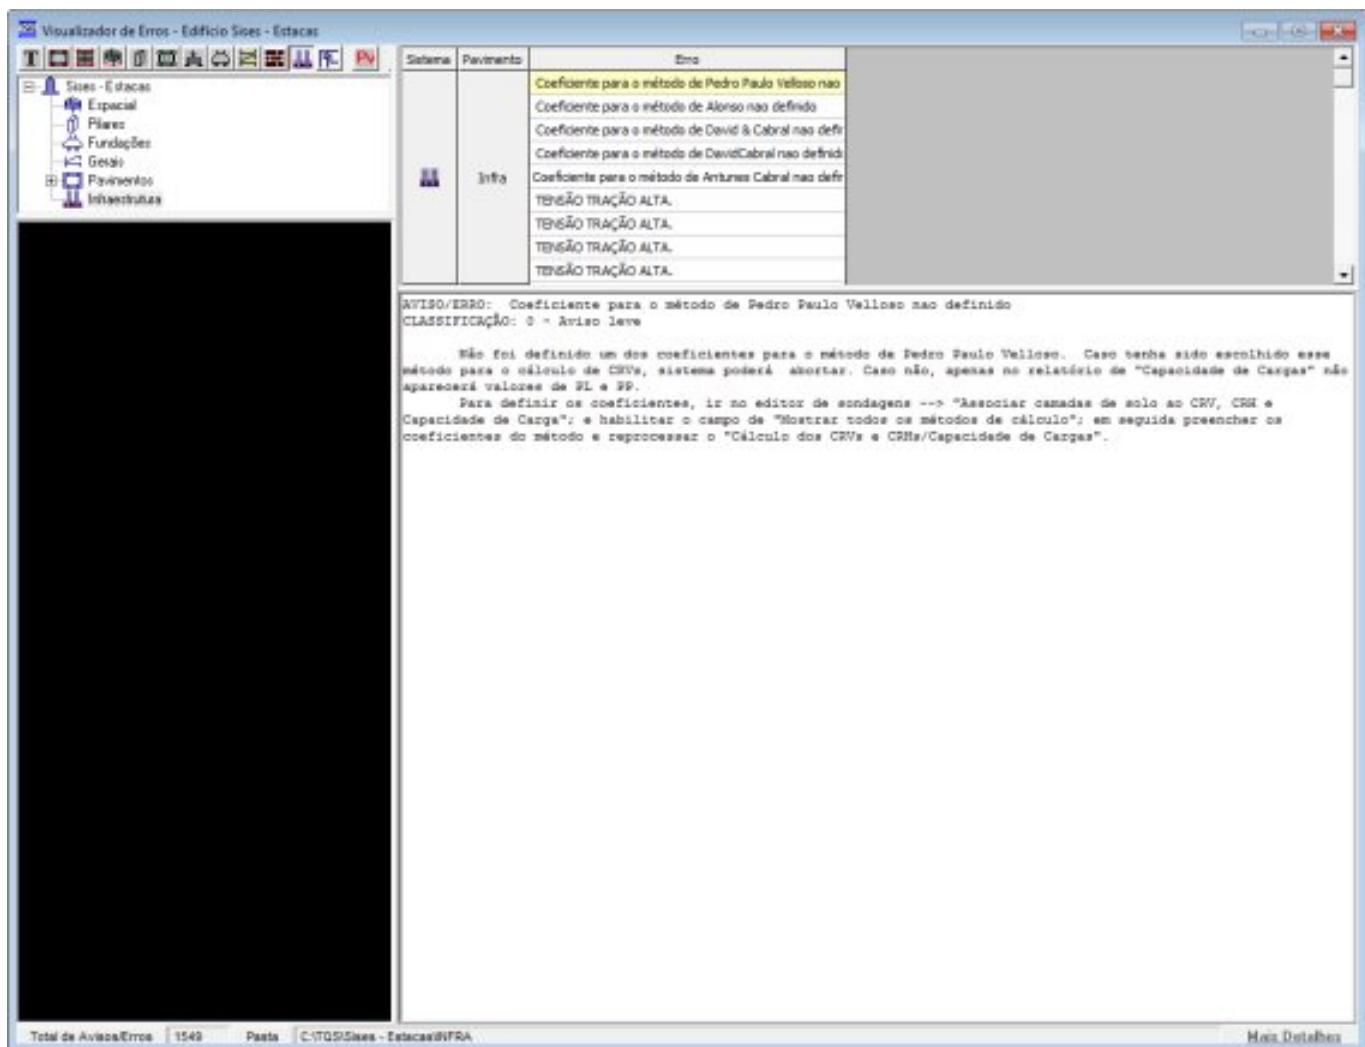 Visualizador de Erros - Edifício Sises - Estacas
Sises - Estacas
Espacial
Pilares
Fundações
Gerais
Pavimentos
Infraestrutura
Sistema Pavimento Erro
Coeficiente para o método de Pedro Paulo Velloso nao
Coeficiente para o método de Alonso nao definido
Coeficiente para o método de David & Cabral nao defir
Coeficiente para o método de DavidCabral nao definid
Infra
Coeficiente para o método de Antunes Cabral nao defir
TENSÃO TRAÇÃO ALTA.
TENSÃO TRAÇÃO ALTA.
TENSÃO TRAÇÃO ALTA.
TENSÃO TRAÇÃO ALTA.
AVISO/ERRO: Coeficiente para o método de Pedro Paulo Velloso nao definido
CLASSIFICAÇÃO: 0 - Aviso leve
Não foi definido um dos coeficientes para o método de Pedro Paulo Velloso. Caso tenha sido escolhido esse
método para o cálculo de CRVs, sistema poderá abortar. Caso não, apenas no relatório de "Capacidade de Cargas" não
aparecerá valores de PL e PP.
Para definir os coeficientes, ir no editor de sondagens --> "Associar camadas de solo ao CRV, CRH e
Capacidade de Carga"; e habilitar o campo de "Mostrar todos os métodos de cálculo"; em seguida preencher os
coeficientes do método e reprocessar o "Cálculo dos CRVs e CRHs/Capacidade de Cargas".
Total de Avisos/Erros 1549 Pasta C:\TQS\Sises - Estacas\INFRA Mais Detalhes